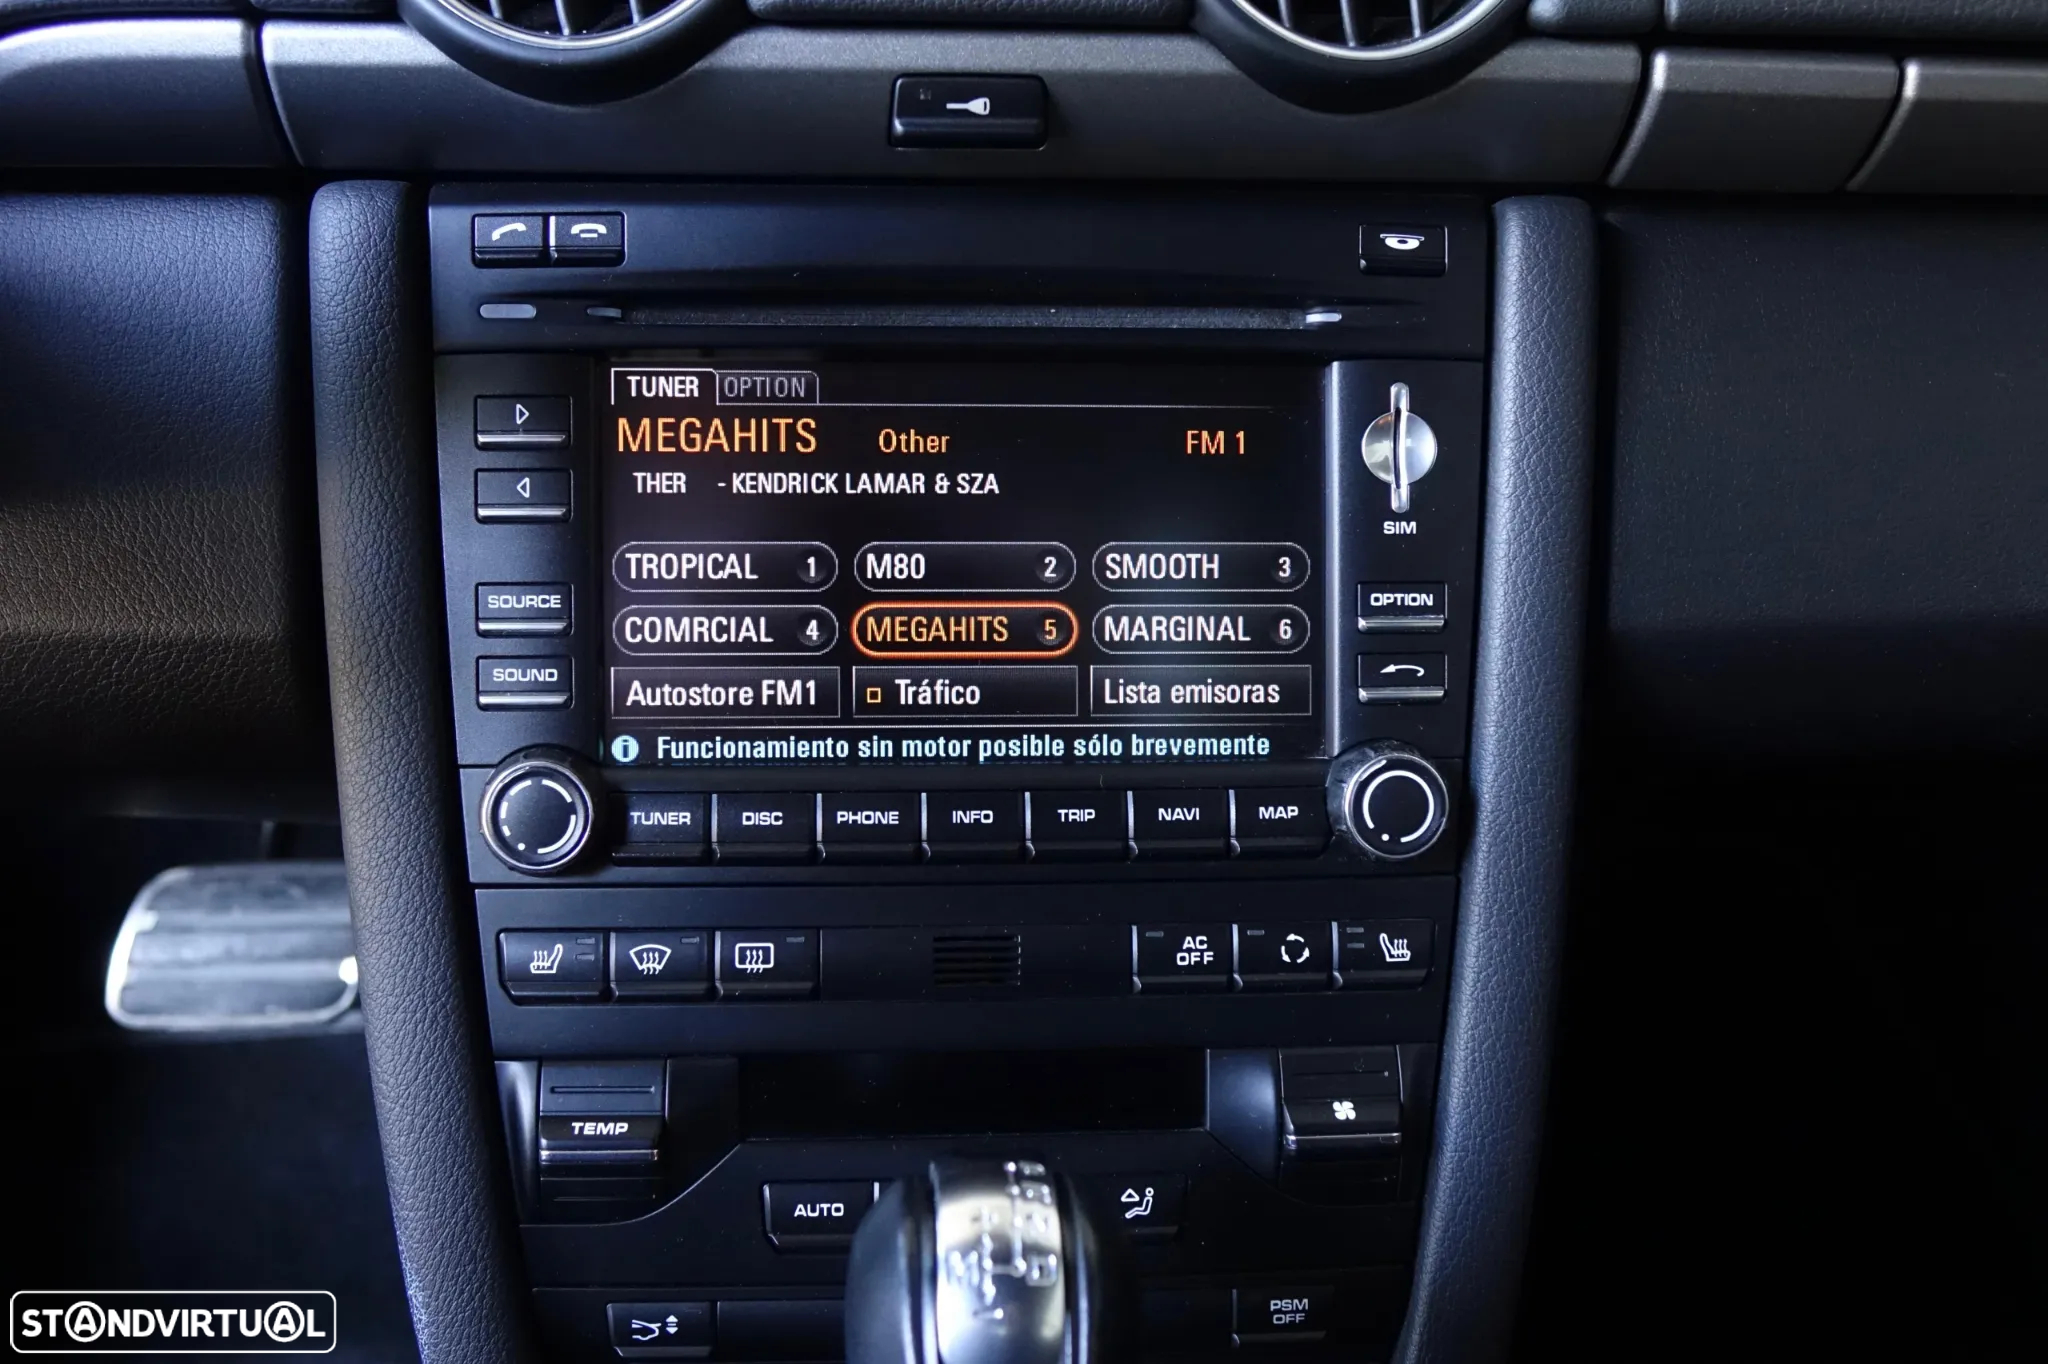 TUNER OPTION
MEGAHITS Other FM 1
THER - KENDRICK LAMAR & SZA
SIM
TROPICAL 1 M80 2 SMOOTH 3
SOURCE COMRCIAL 4 MEGAHITS 5 MARGINAL 6 OPTION
SOUND Autostore FM1 Tráfico Lista emisoras
Funcionamiento sin motor posible sólo brevemente
TUNER DISC PHONE INFO TRIP NAVI MAP
AC
OFF
TEMP
AUTO
PSM
OFF
STANDVIRTUAL